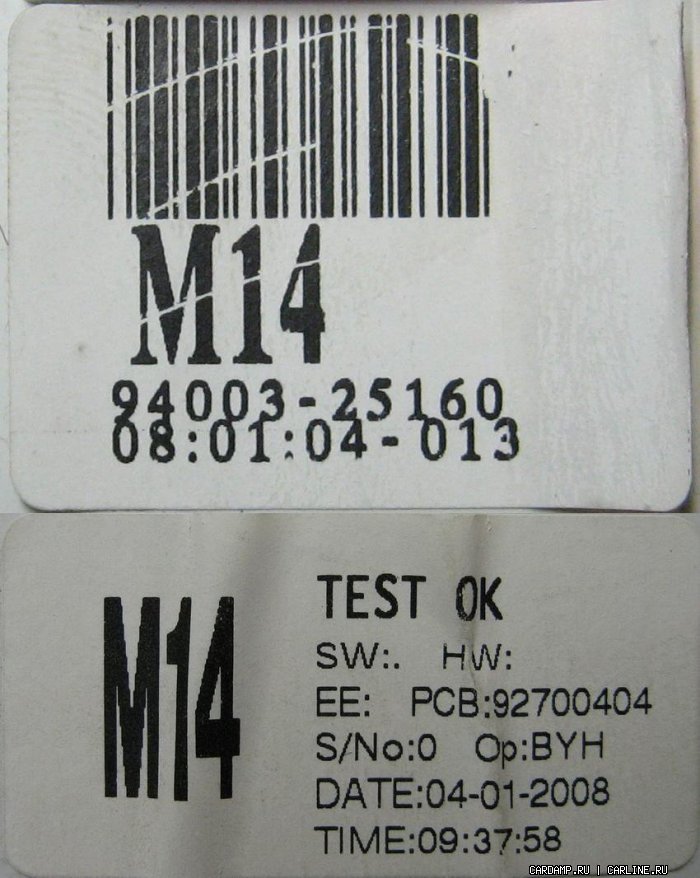 M14
94003-25160
08:01:04-013
M14
TEST OK
SW:. HW:
EE: PCB:92700404
S/No:0 Op:BYH
DATE:04-01-2008
TIME:09:37:58
CARDAMP.RU | CARLINE.RU